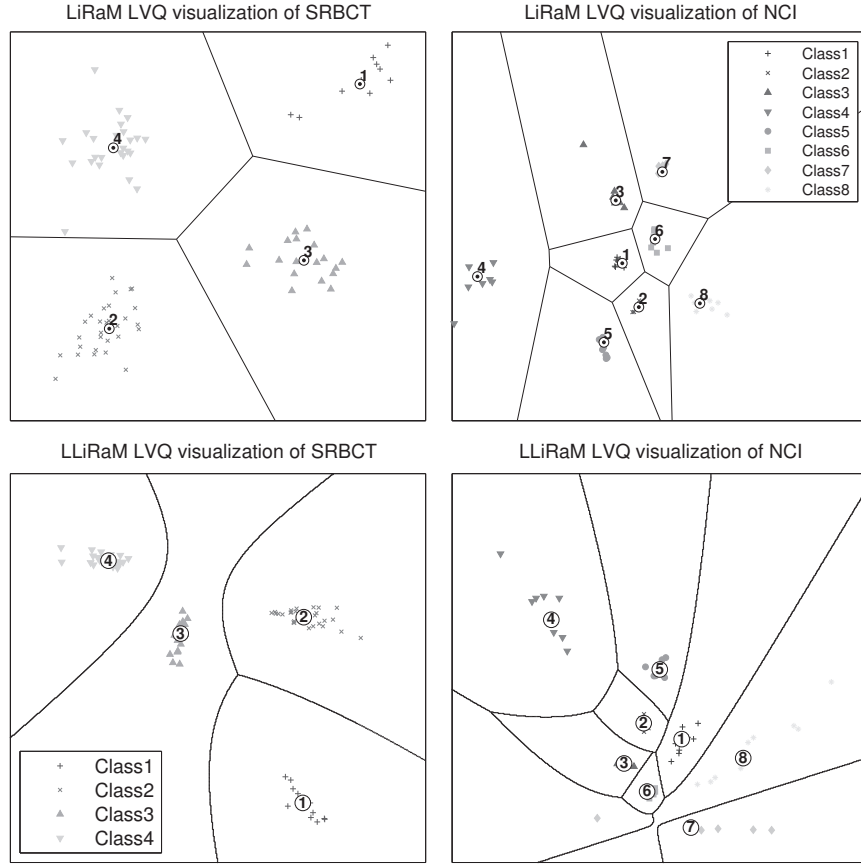 LiRaM LVQ visualization of SRBCT
1
4
3
2
LiRaM LVQ visualization of NCI
Class1
Class2
Class3
Class4
Class5
Class6
Class7
Class8
7
3
6
1
4
2
8
5
LLiRaM LVQ visualization of SRBCT
4
2
3
1
Class1
Class2
Class3
Class4
LLiRaM LVQ visualization of NCI
4
5
2
1
8
3
6
7